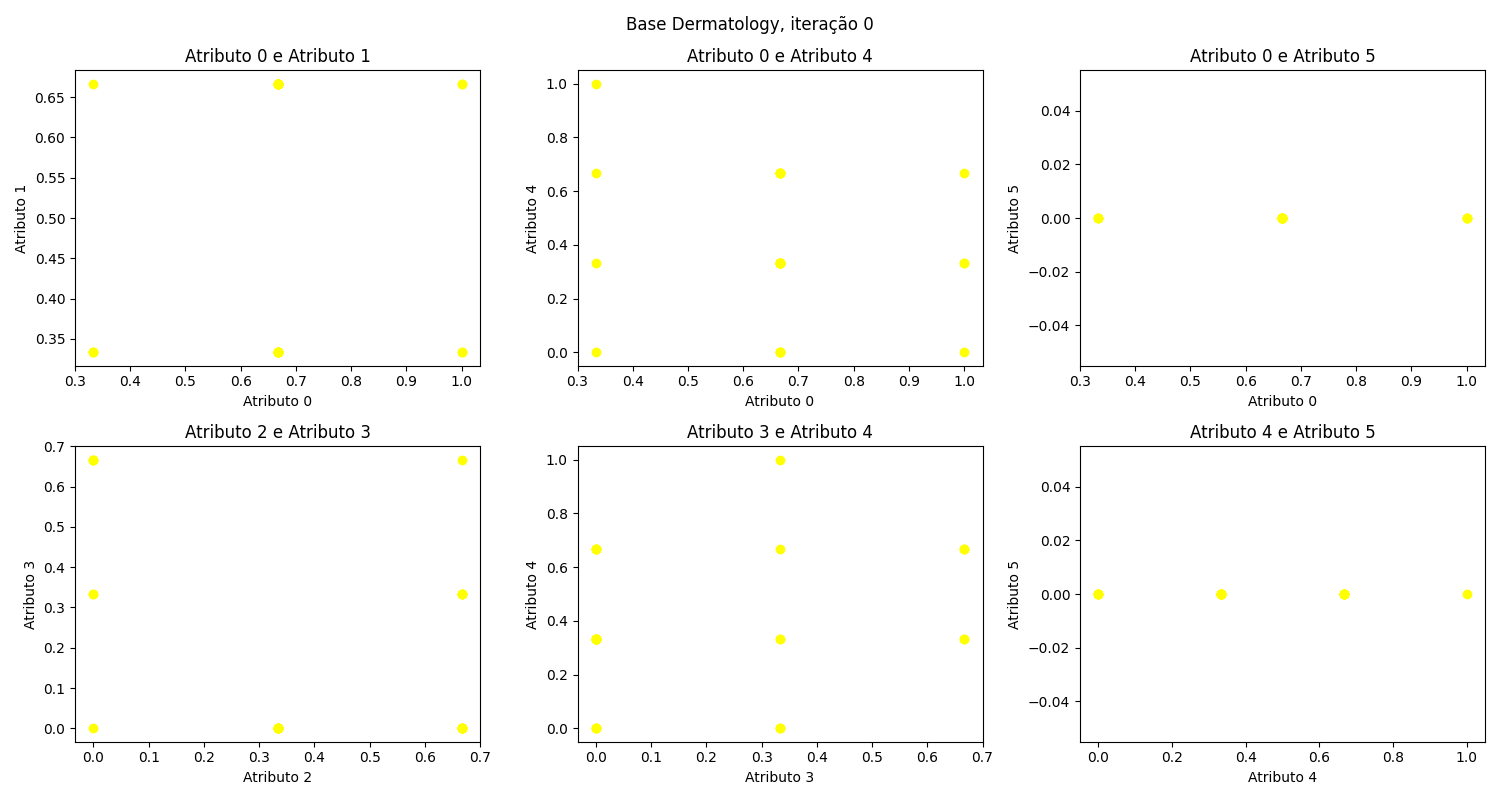 Base Dermatology, iteração 0
Atributo 0 e Atributo 1
0.65
0.60
0.55
0.50
0.45
0.40
0.35
0.3 0.4 0.5 0.6 0.7 0.8 0.9 1.0
Atributo 0
Atributo 1
Atributo 0 e Atributo 4
1.0
0.8
0.6
0.4
0.2
0.0
0.3 0.4 0.5 0.6 0.7 0.8 0.9 1.0
Atributo 0
Atributo 4
Atributo 0 e Atributo 5
0.04
0.02
0.00
−0.02
−0.04
0.3 0.4 0.5 0.6 0.7 0.8 0.9 1.0
Atributo 0
Atributo 5
Atributo 2 e Atributo 3
0.7
0.6
0.5
0.4
0.3
0.2
0.1
0.0
0.0 0.1 0.2 0.3 0.4 0.5 0.6 0.7
Atributo 2
Atributo 3
Atributo 3 e Atributo 4
1.0
0.8
0.6
0.4
0.2
0.0
0.0 0.1 0.2 0.3 0.4 0.5 0.6 0.7
Atributo 3
Atributo 4
Atributo 4 e Atributo 5
0.04
0.02
0.00
−0.02
−0.04
0.0 0.2 0.4 0.6 0.8 1.0
Atributo 4
Atributo 5